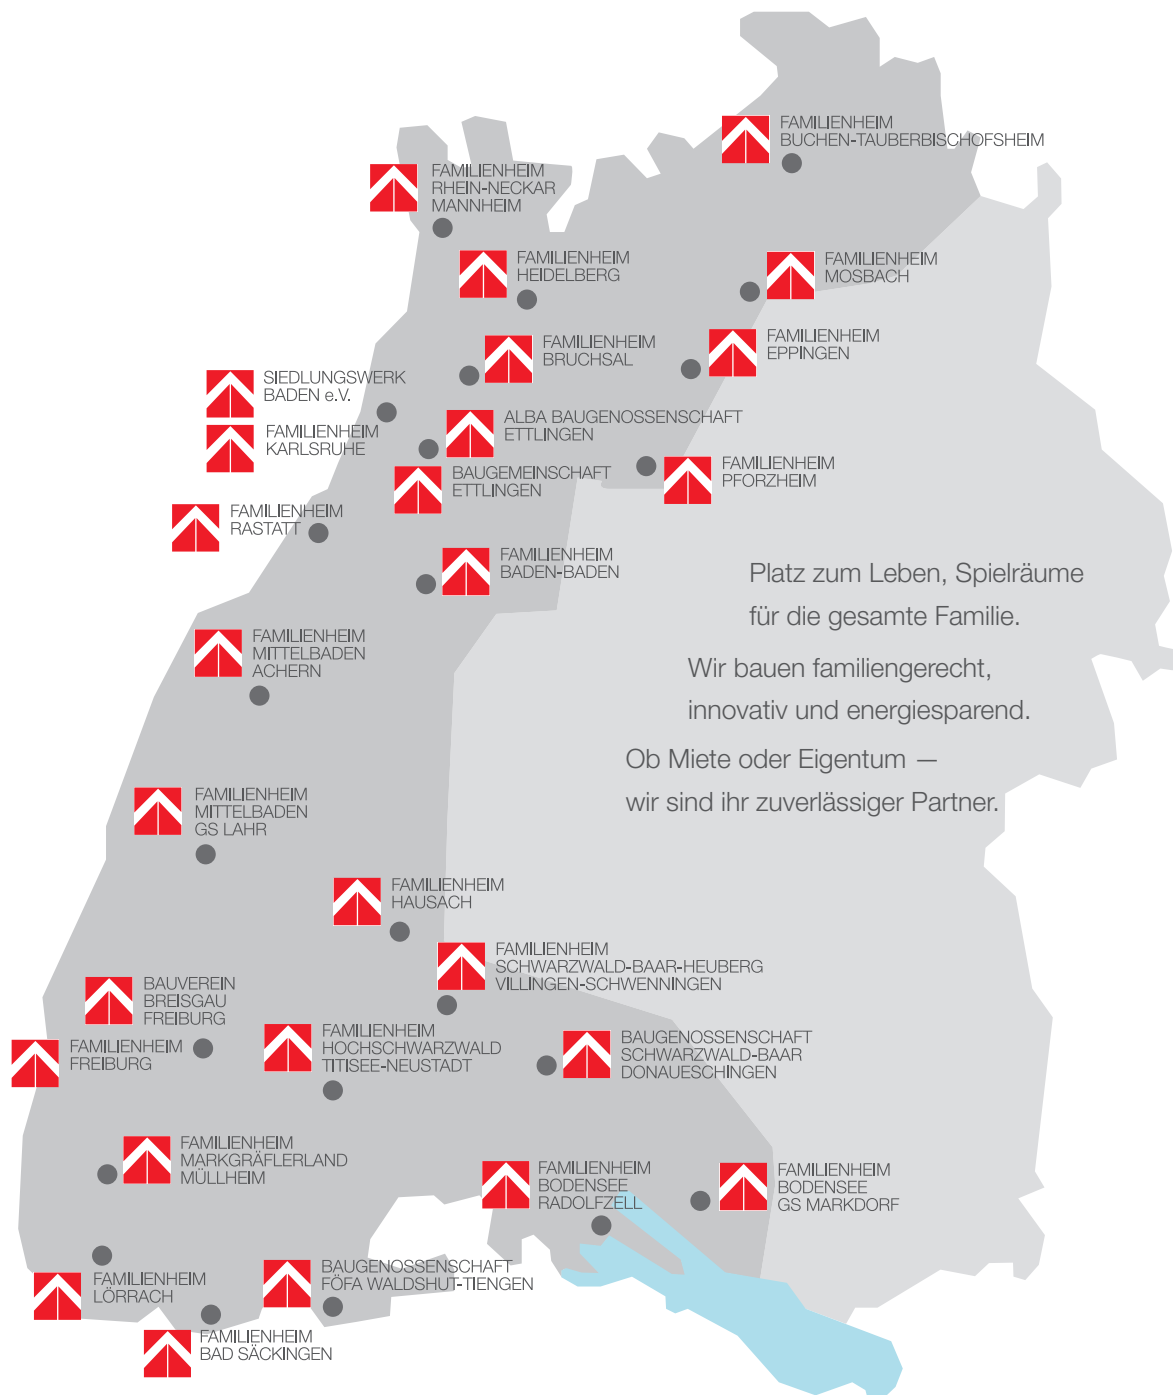 FAMILIENHEIM
BUCHEN-TAUBERBISCHOFSHEIM
FAMILIENHEIM
RHEIN-NECKAR
MANNHEIM
FAMILIENHEIM
HEIDELBERG
FAMILIENHEIM
MOSBACH
FAMILIENHEIM
BRUCHSAL
FAMILIENHEIM
EPPINGEN
SIEDLUNGSWERK
BADEN e.V.
FAMILIENHEIM
KARLSRUHE
ALBA BAUGENOSSENSCHAFT
ETTLINGEN
BAUGEMEINSCHAFT
ETTLINGEN
FAMILIENHEIM
PFORZHEIM
FAMILIENHEIM
RASTATT
FAMILIENHEIM
BADEN-BADEN
Platz zum Leben, Spielräume
für die gesamte Familie.
Wir bauen familiengerecht,
innovativ und energiesparend.
Ob Miete oder Eigentum —
wir sind ihr zuverlässiger Partner.
FAMILIENHEIM
MITTELBADEN
ACHERN
FAMILIENHEIM
MITTELBADEN
GS LAHR
FAMILIENHEIM
HAUSACH
FAMILIENHEIM
SCHWARZWALD-BAAR-HEUBERG
VILLINGEN-SCHWENNINGEN
BAUVEREIN
BREISGAU
FREIBURG
FAMILIENHEIM
FREIBURG
FAMILIENHEIM
HOCHSCHWARZWALD
TITISEE-NEUSTADT
BAUGENOSSENSCHAFT
SCHWARZWALD-BAAR
DONAUESCHINGEN
FAMILIENHEIM
MARKGRÄFLERLAND
MÜLLHEIM
FAMILIENHEIM
BODENSEE
RADOLFZELL
FAMILIENHEIM
BODENSEE
GS MARKDORF
FAMILIENHEIM
LÖRRACH
BAUGENOSSENSCHAFT
FÖFA WALDSHUT-TIENGEN
FAMILIENHEIM
BAD SÄCKINGEN